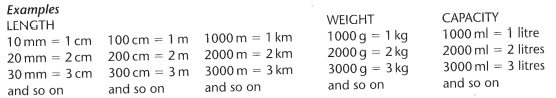 Examples
LENGTH
10 mm = 1 cm 100 cm = 1 m 1000 m = 1 km
20 mm = 2 cm 200 cm = 2 m 2000 m = 2 km
30 mm = 3 cm 300 cm = 3 m 3000 m = 3 km
and so on and so on and so on
WEIGHT
1000 g = 1 kg
2000 g = 2 kg
3000 g = 3 kg
and so on
CAPACITY
1000 ml = 1 litre
2000 ml = 2 litres
3000 ml = 3 litres
and so on